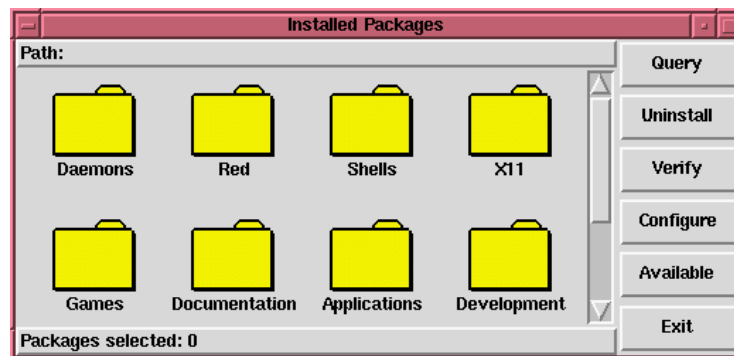 Installed Packages
Path:
Daemons Red Shells X11
Games Documentation Applications Development
Packages selected: 0
Query
Uninstall
Verify
Configure
Available
Exit